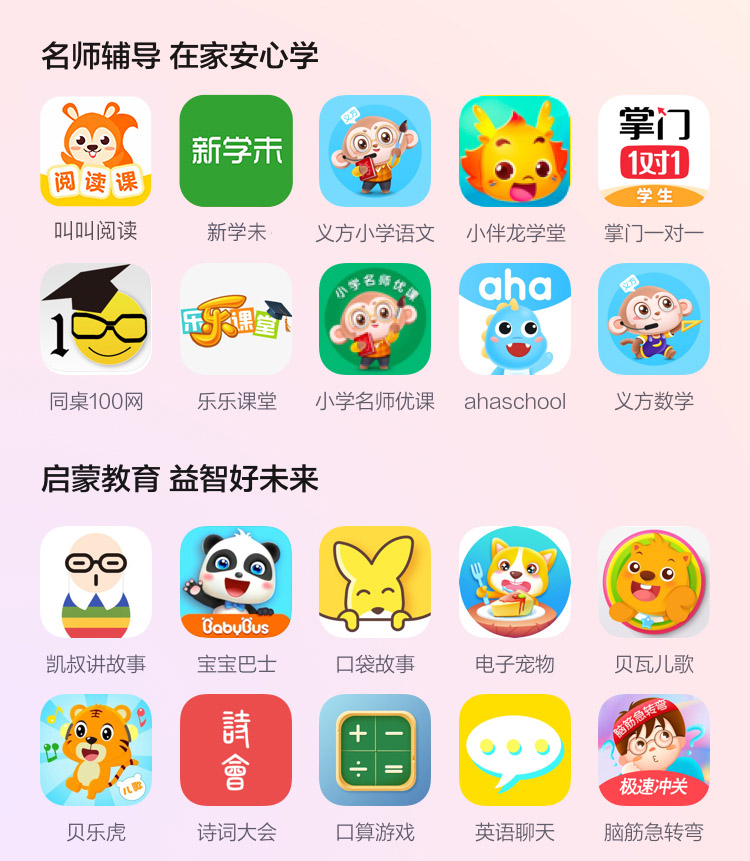 名师辅导 在家安心学
阅读课
新学未
义方
aha
掌门
1对1
学生
叫叫阅读
新学未
义方小学语文
小伴龙学堂
掌门一对一
10
乐乐课堂
小学名师优课
aha
义方
同桌100网
乐乐课堂
小学名师优课
ahaschool
义方数学
启蒙教育 益智好未来
BabyBus
凯叔讲故事
宝宝巴士
口袋故事
电子宠物
贝瓦儿歌
儿歌
詩會
+ −
÷ =
脑筋急转弯
极速冲关
贝乐虎
诗词大会
口算游戏
英语聊天
脑筋急转弯